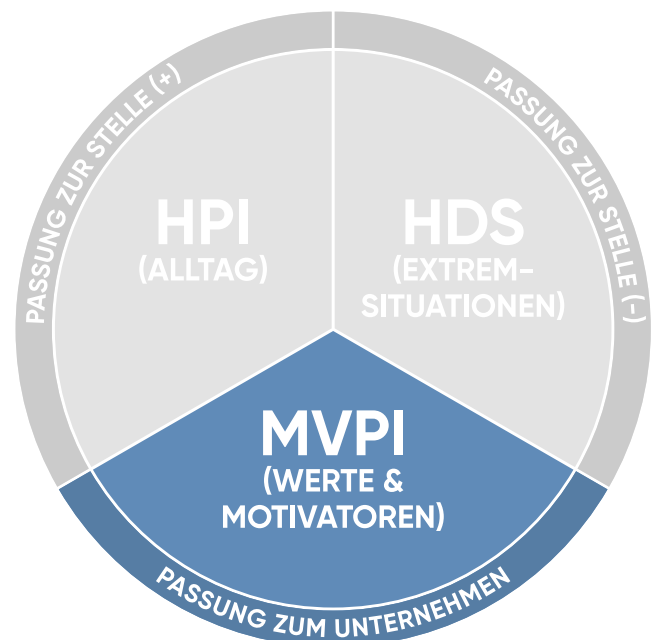 PASSUNG ZUR STELLE (+)
PASSUNG ZUR STELLE (-)
HPI
(ALLTAG)
HDS
(EXTREM-
SITUATIONEN)
MVPI
(WERTE &
MOTIVATOREN)
PASSUNG ZUM UNTERNEHMEN